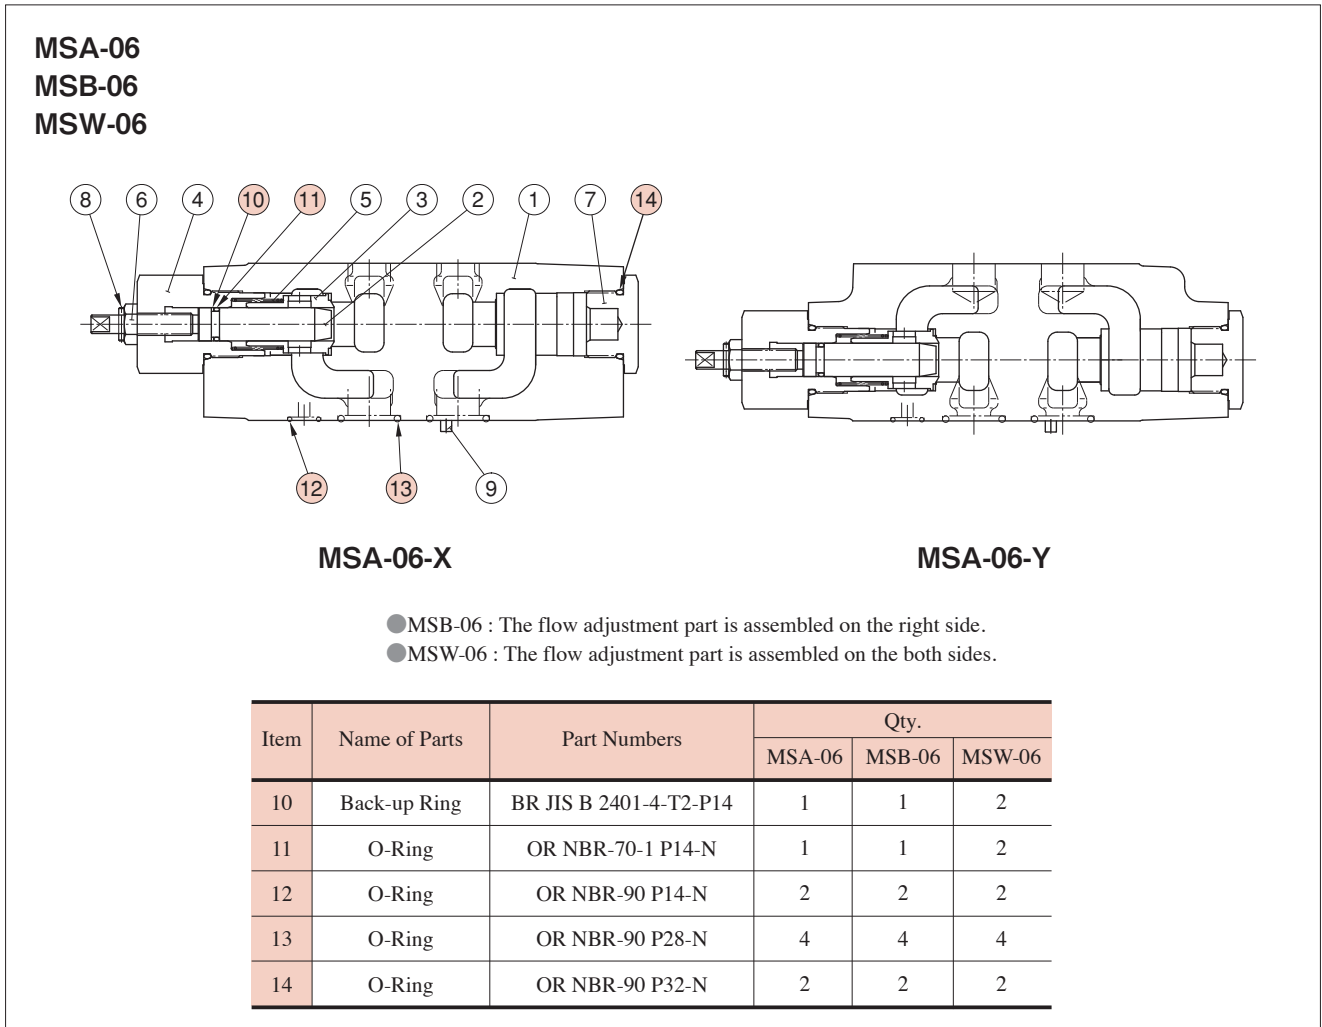 MSA-06
MSB-06
MSW-06
8 6 4 10 11 5 3 2 1 7 14
12 13 9
MSA-06-X MSA-06-Y
●MSB-06 : The flow adjustment part is assembled on the right side.
●MSW-06 : The flow adjustment part is assembled on the both sides.
Item Name of Parts Part Numbers Qty.
MSA-06 MSB-06 MSW-06
10 Back-up Ring BR JIS B 2401-4-T2-P14 1 1 2
11 O-Ring OR NBR-70-1 P14-N 1 1 2
12 O-Ring OR NBR-90 P14-N 2 2 2
13 O-Ring OR NBR-90 P28-N 4 4 4
14 O-Ring OR NBR-90 P32-N 2 2 2